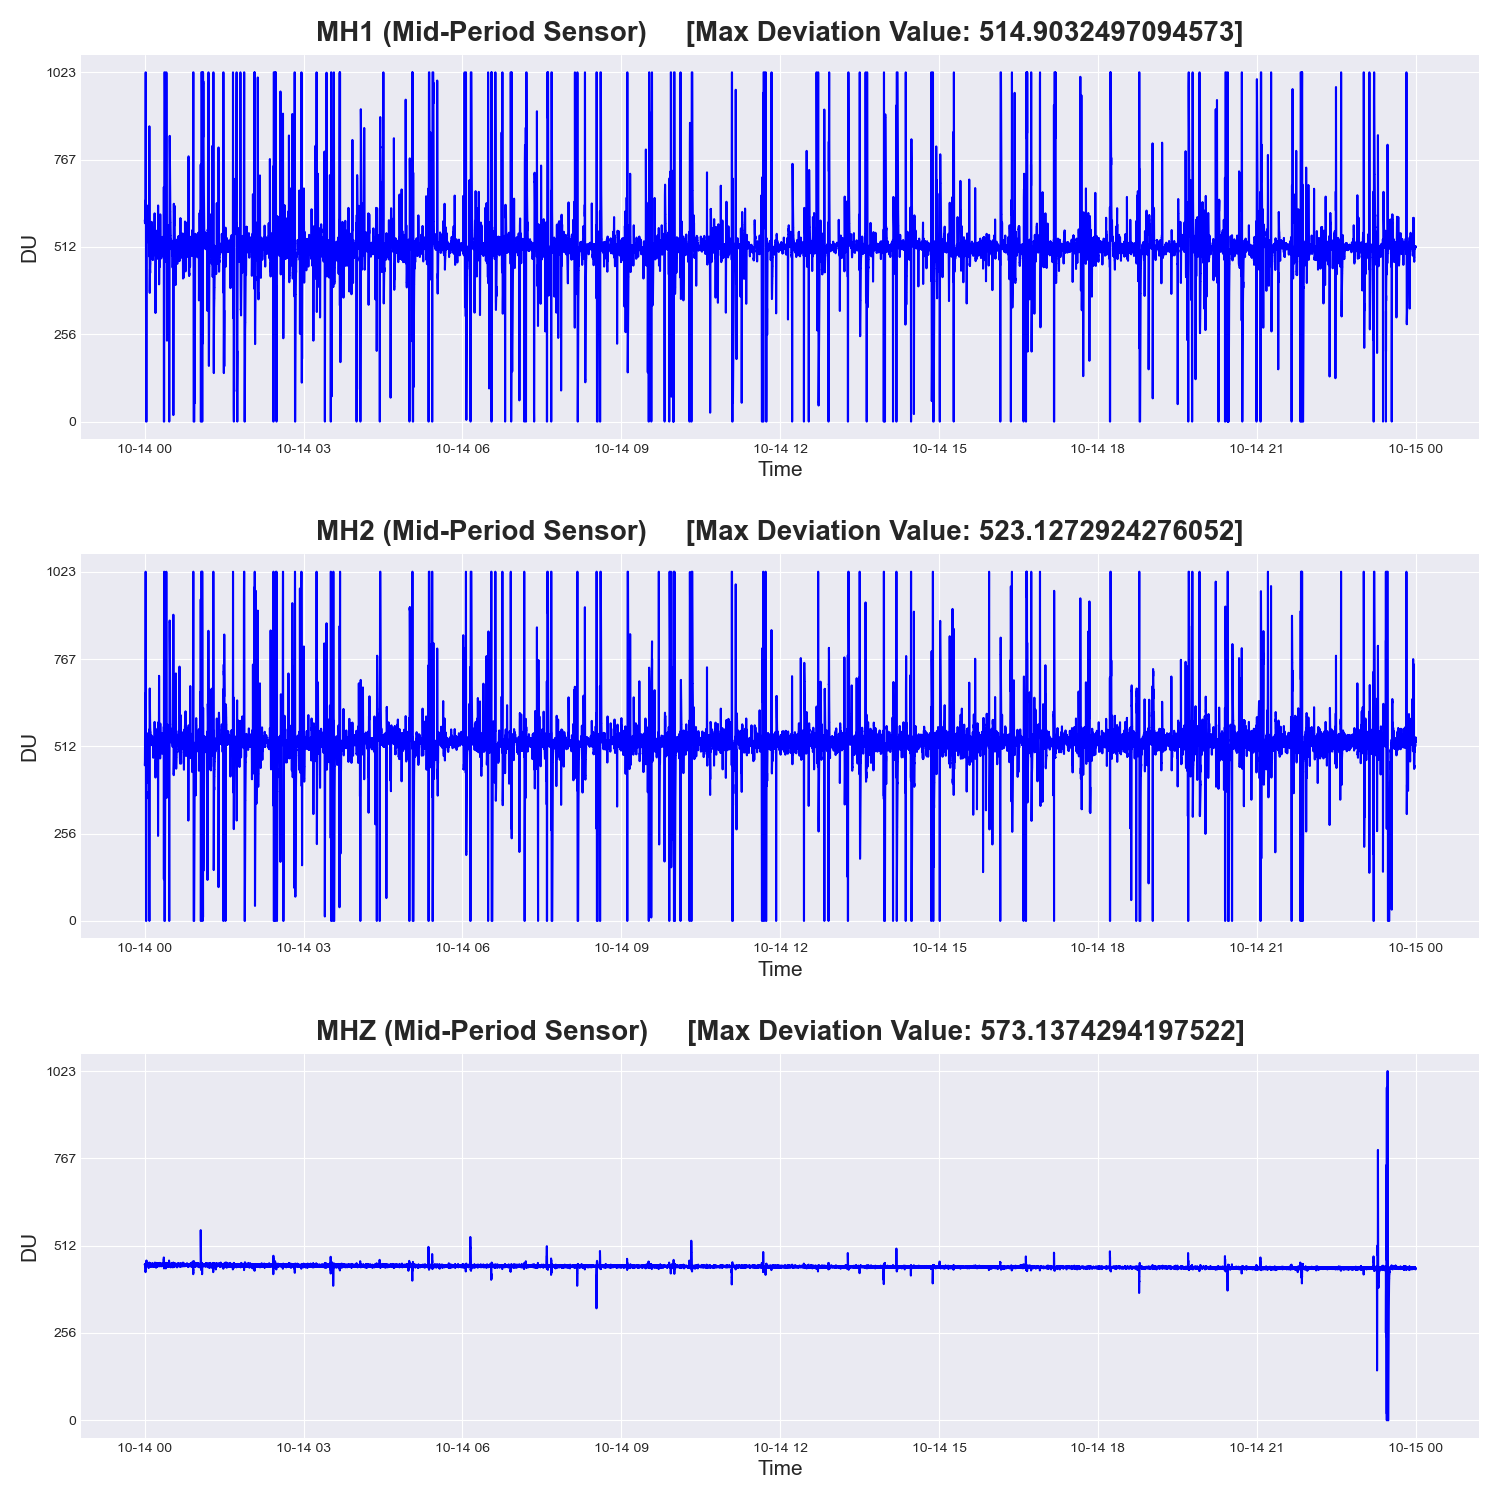 MH1 (Mid-Period Sensor) [Max Deviation Value: 514.9032497094573]
1023
767
512
256
0
DU
10-14 00 10-14 03 10-14 06 10-14 09 10-14 12 10-14 15 10-14 18 10-14 21 10-15 00
Time
MH2 (Mid-Period Sensor) [Max Deviation Value: 523.1272924276052]
1023
767
512
256
0
DU
10-14 00 10-14 03 10-14 06 10-14 09 10-14 12 10-14 15 10-14 18 10-14 21 10-15 00
Time
MHZ (Mid-Period Sensor) [Max Deviation Value: 573.1374294197522]
1023
767
512
256
0
DU
10-14 00 10-14 03 10-14 06 10-14 09 10-14 12 10-14 15 10-14 18 10-14 21 10-15 00
Time